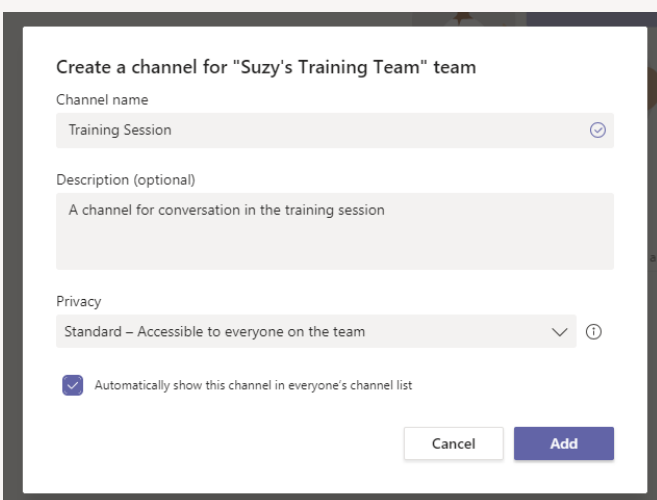 Create a channel for "Suzy's Training Team" team
Channel name
Training Session
Description (optional)
A channel for conversation in the training session
Privacy
Standard – Accessible to everyone on the team
Automatically show this channel in everyone's channel list
Cancel
Add